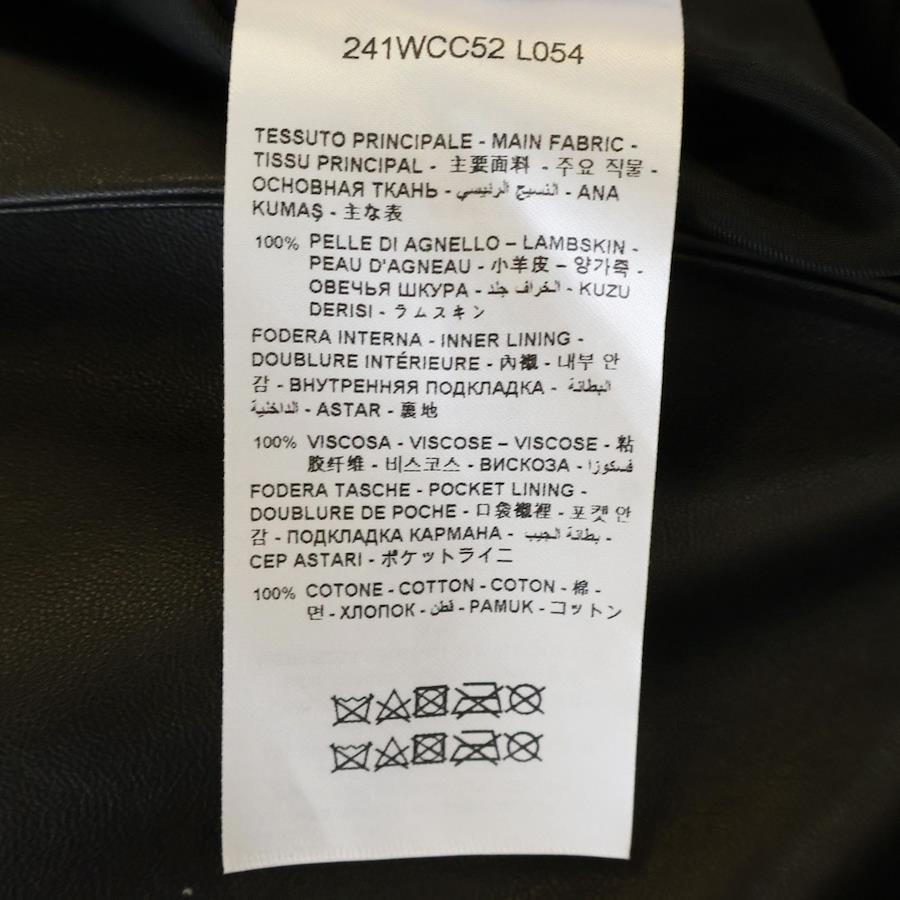 241WCC52 L054
TESSUTO PRINCIPALE - MAIN FABRIC -
TISSU PRINCIPAL - 主要面料 - 주요 직물 -
ОСНОВНАЯ ТКАНЬ - النسيج الرئيسي - ANA
KUMAŞ - 主な表
100% PELLE DI AGNELLO – LAMBSKIN -
PEAU D'AGNEAU - 小羊皮 – 양가죽 -
ОВЕЧЬЯ ШКУРА - الخراف جلد - KUZU
DERISI - ラムスキン
FODERA INTERNA - INNER LINING -
DOUBLURE INTÉRIEURE - 內襯 - 내부 안
감 - ВНУТРЕННЯЯ ПОДКЛАДКА - البطانة
الداخلية - ASTAR - 裏地
100% VISCOSA - VISCOSE – VISCOSE - 粘
胶纤维 - 비스코스 - ВИСКОЗА - فسكوزا
FODERA TASCHE - POCKET LINING -
DOUBLURE DE POCHE - 口袋襯裡 - 포켓 안
감 - ПОДКЛАДКА КАРМАНА - بطانة الجيب -
CEP ASTARI - ポケットライニ
100% COTONE - COTTON - COTON - 棉 -
면 - ХЛОПОК - قطن - PAMUK - コットン